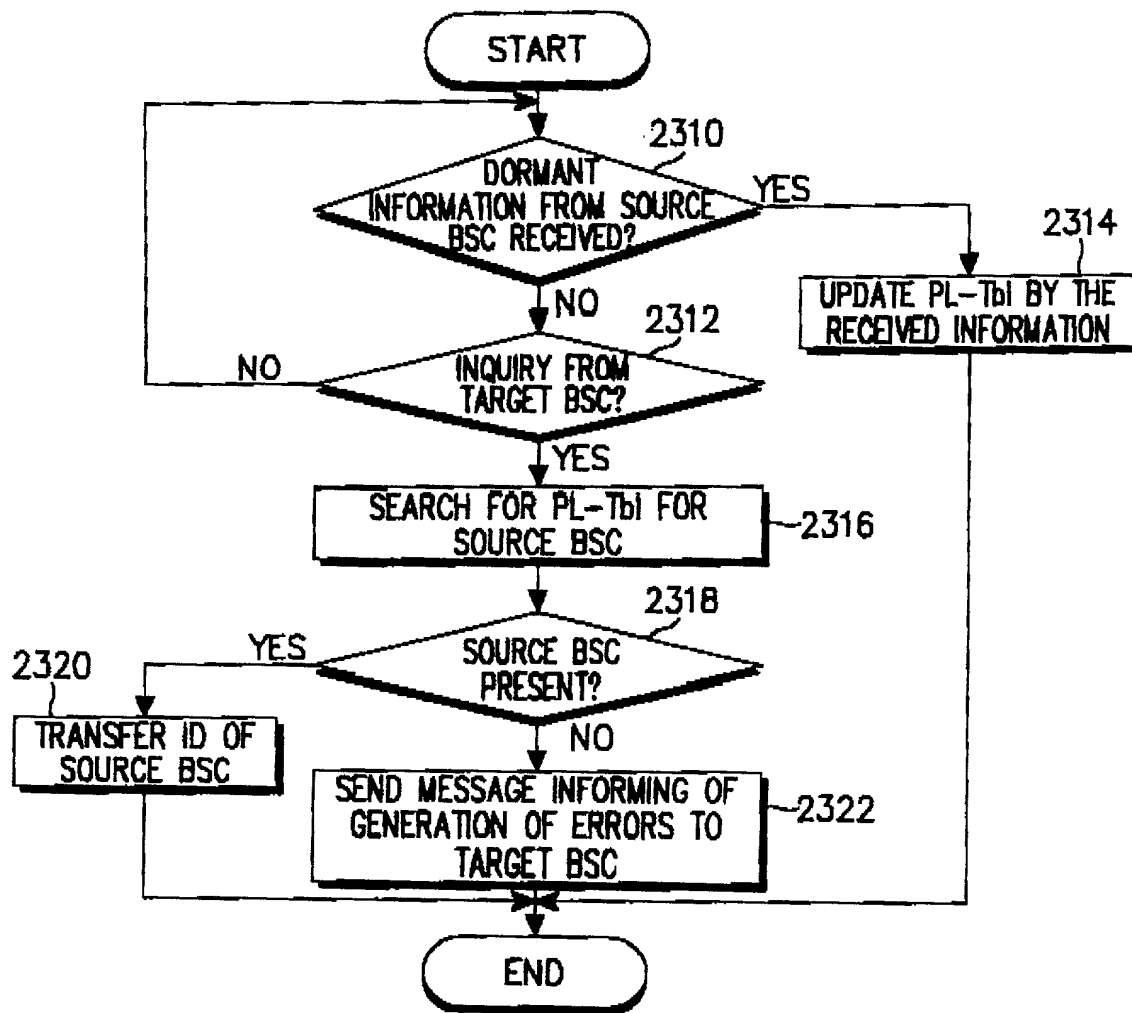 START
2310
DORMANT
INFORMATION FROM SOURCE
BSC RECEIVED?
YES
2314
UPDATE PL-Tbl BY THE
RECEIVED INFORMATION
NO
2312
INQUIRY FROM
TARGET BSC?
NO
YES
SEARCH FOR PL-Tbl FOR
SOURCE BSC
2316
2318
SOURCE BSC
PRESENT?
YES
2320
TRANSFER ID OF
SOURCE BSC
NO
SEND MESSAGE INFORMING OF
GENERATION OF ERRORS TO
TARGET BSC
2322
END